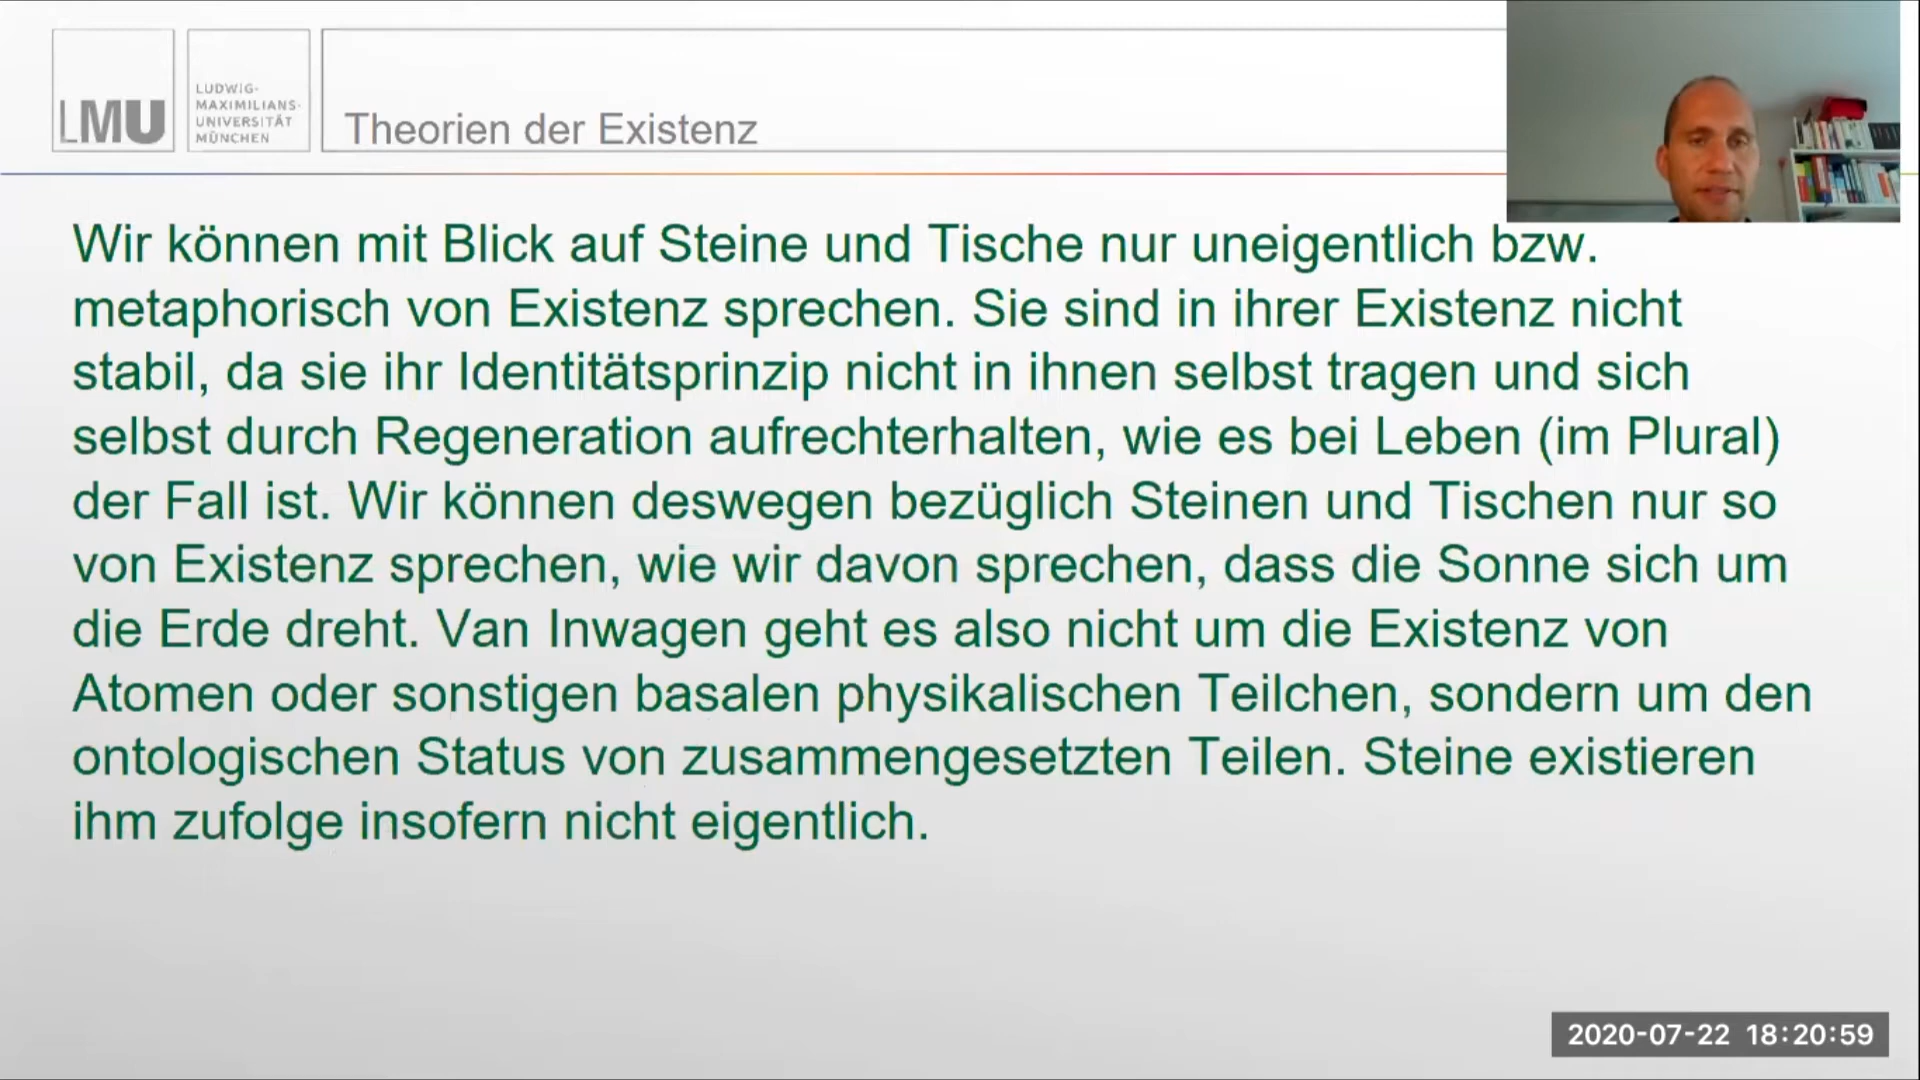 LMU
LUDWIG-
MAXIMILIANS-
UNIVERSITÄT
MÜNCHEN
Theorien der Existenz
Wir können mit Blick auf Steine und Tische nur uneigentlich bzw.
metaphorisch von Existenz sprechen. Sie sind in ihrer Existenz nicht
stabil, da sie ihr Identitätsprinzip nicht in ihnen selbst tragen und sich
selbst durch Regeneration aufrechterhalten, wie es bei Leben (im Plural)
der Fall ist. Wir können deswegen bezüglich Steinen und Tischen nur so
von Existenz sprechen, wie wir davon sprechen, dass die Sonne sich um
die Erde dreht. Van Inwagen geht es also nicht um die Existenz von
Atomen oder sonstigen basalen physikalischen Teilchen, sondern um den
ontologischen Status von zusammengesetzten Teilen. Steine existieren
ihm zufolge insofern nicht eigentlich.
2020-07-22 18:20:59